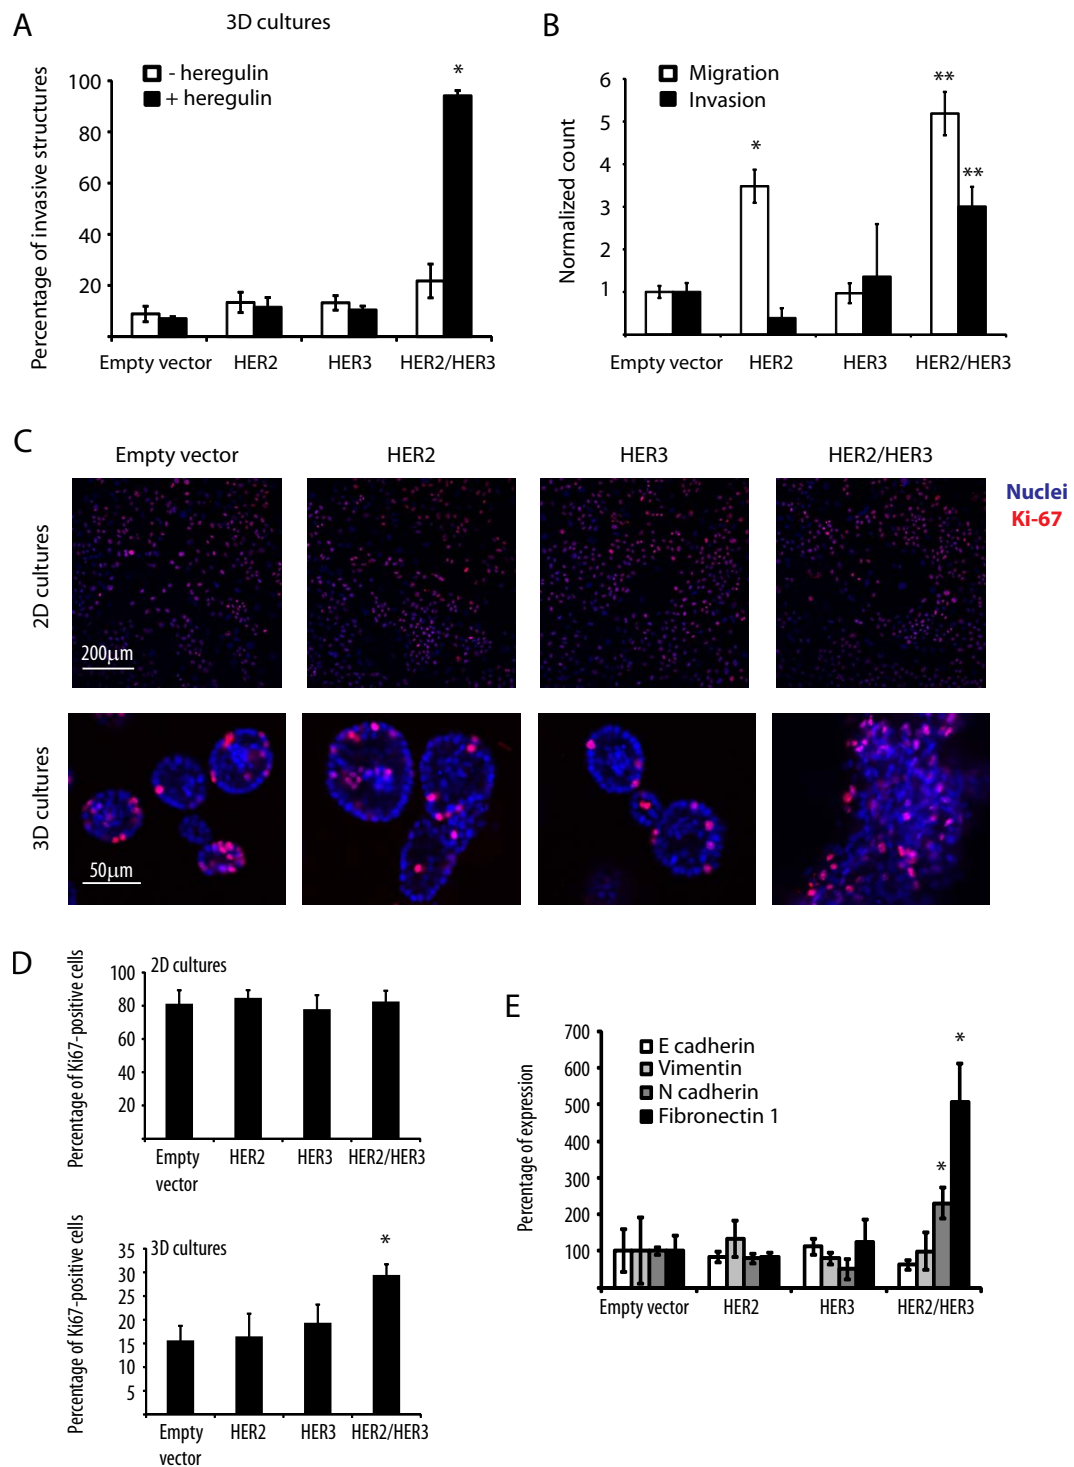 A
3D cultures
- heregulin
+ heregulin
*
Percentage of invasive structures
100
80
60
40
20
Empty vector
HER2
HER3
HER2/HER3
B
Migration
Invasion
*
**
**
Normalized count
6
5
4
3
2
1
Empty vector
HER2
HER3
HER2/HER3
C
Empty vector
HER2
HER3
HER2/HER3
Nuclei
Ki-67
2D cultures
200μm
3D cultures
50μm
D
2D cultures
Percentage of Ki67-positive cells
100
80
60
40
20
Empty
vector
HER2
HER3
HER2/HER3
3D cultures
*
Percentage of Ki67-positive cells
35
30
25
20
15
10
5
Empty
vector
HER2
HER3
HER2/HER3
E
E cadherin
Vimentin
N cadherin
Fibronectin 1
*
*
Percentage of expression
700
600
500
400
300
200
100
Empty vector
HER2
HER3
HER2/HER3